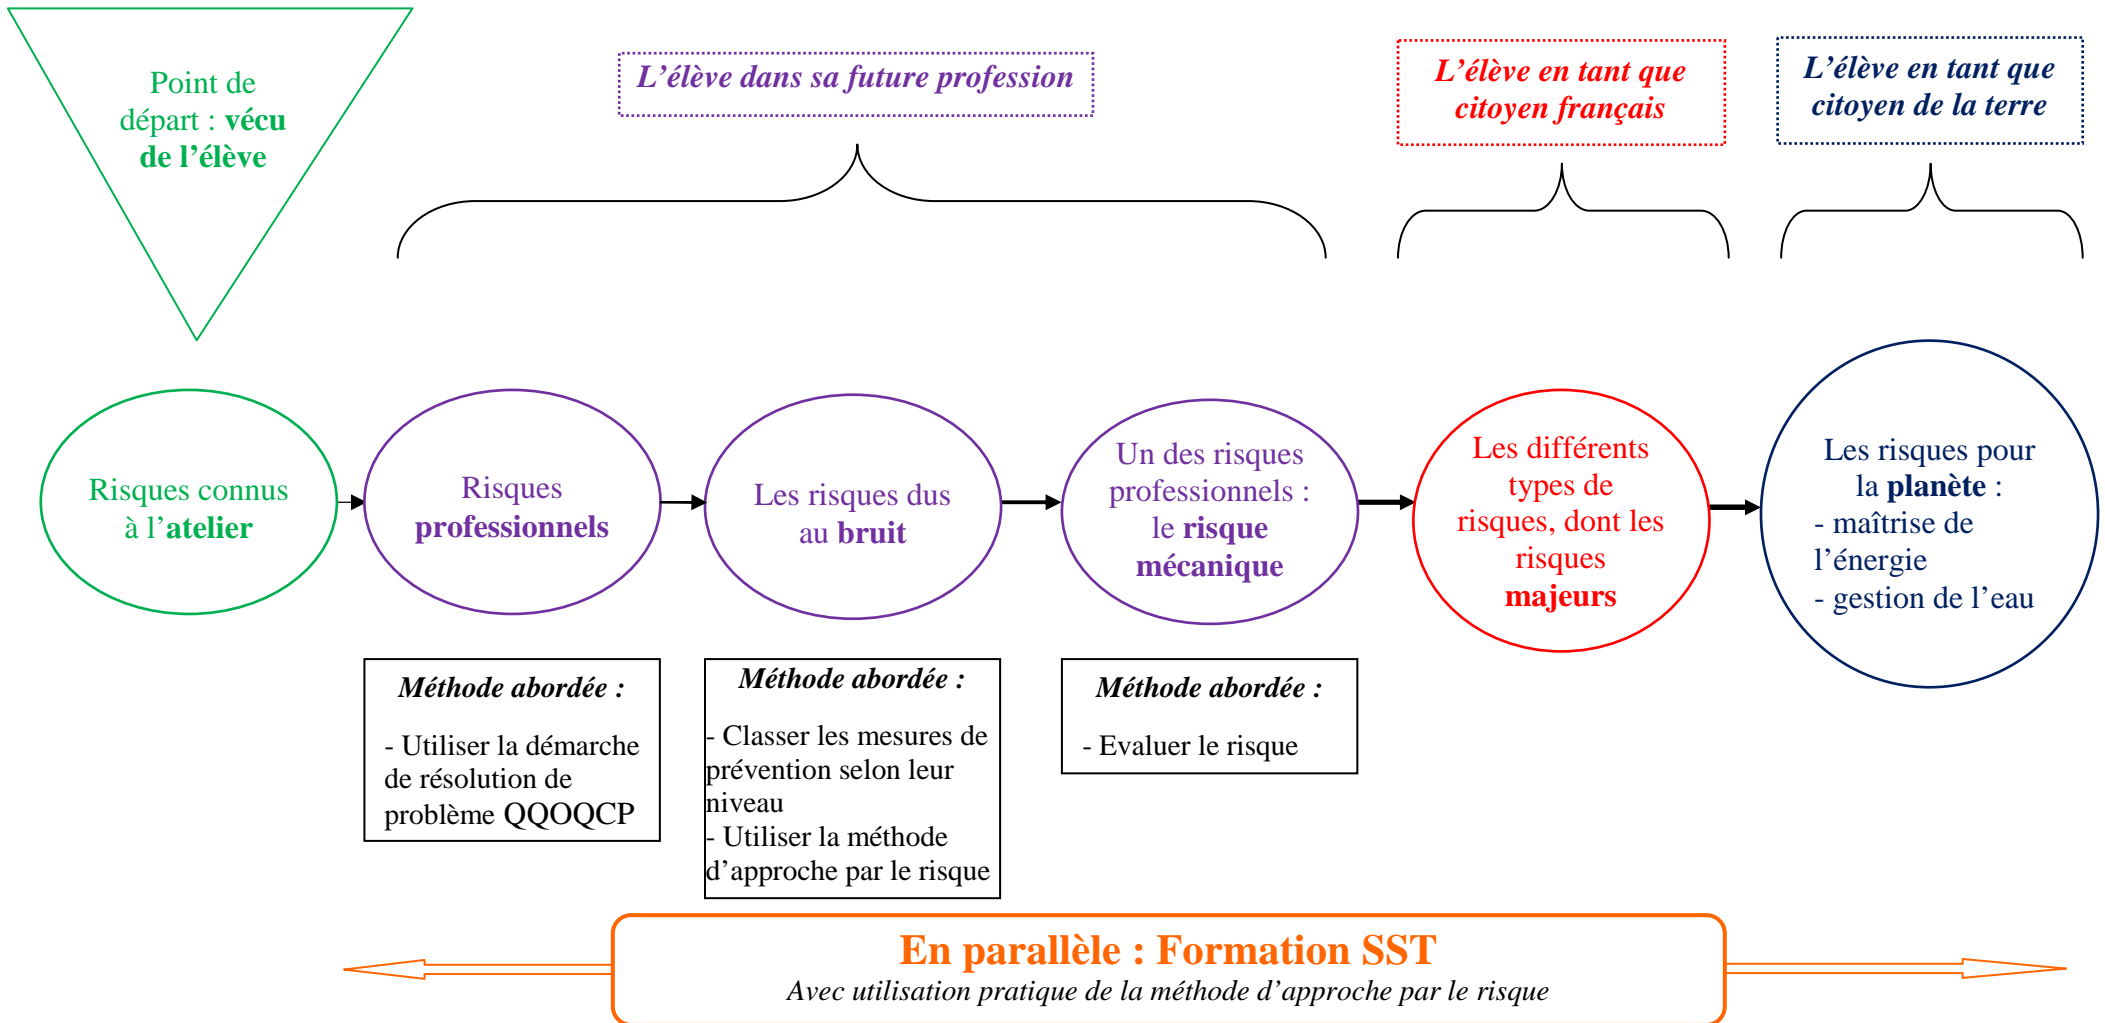 Point de
départ : vécu
de l’élève
L’élève dans sa future profession
L’élève en tant que
citoyen français
L’élève en tant que
citoyen de la terre
Risques connus
à l’atelier
Risques
professionnels
Les risques dus
au bruit
Un des risques
professionnels :
le risque
mécanique
Les différents
types de
risques, dont les
risques
majeurs
Les risques pour
la planète :
- maîtrise de
l’énergie
- gestion de l’eau
Méthode abordée :
- Utiliser la démarche
de résolution de
problème QQOQCP
Méthode abordée :
- Classer les mesures de
prévention selon leur
niveau
- Utiliser la méthode
d’approche par le risque
Méthode abordée :
- Evaluer le risque
En parallèle : Formation SST
Avec utilisation pratique de la méthode d’approche par le risque